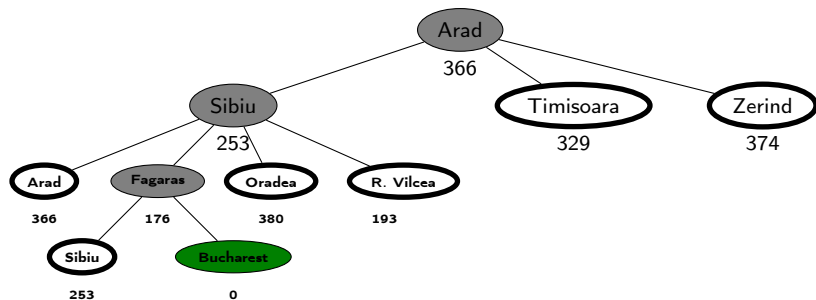 Arad
366
Sibiu
Timisoara
Zerind
253
329
374
Arad
Fagaras
Oradea
R. Vilcea
366
176
380
193
Sibiu
Bucharest
253
0